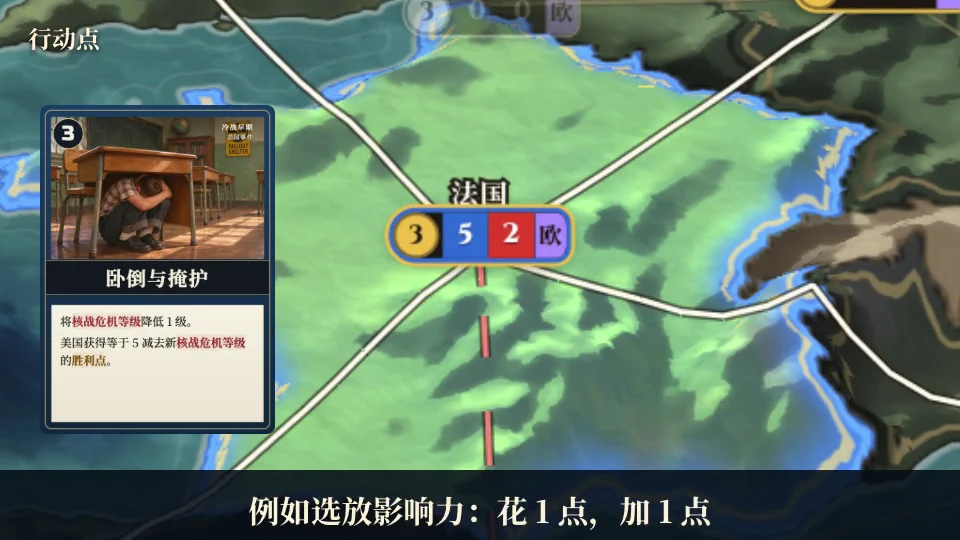 行动点
3 0 0 欧
3
冷战早期
美国事件
FALLOUT
SHELTER
卧倒与掩护
将核战危机等级降低 1 级。
美国获得等于 5 减去新核战危机等级
的胜利点。
法国
3 5 2 欧
例如选放影响力：花 1 点，加 1 点